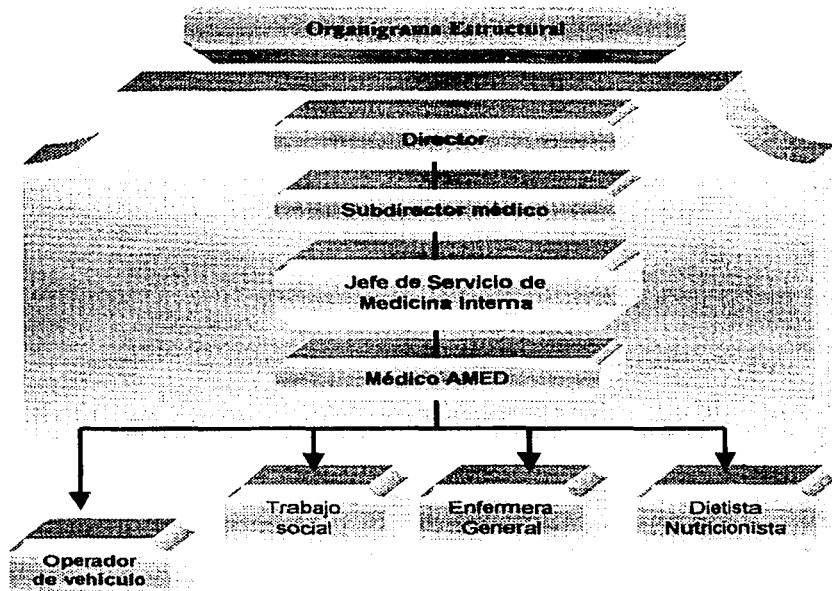 Organigrama Estructural
Director
Subdirector médico
Jefe de Servicio de
Medicina Interna
Médico AMED
Trabajo
social
Enfermera
General
Dietista
Nutricionista
Operador
de vehículo